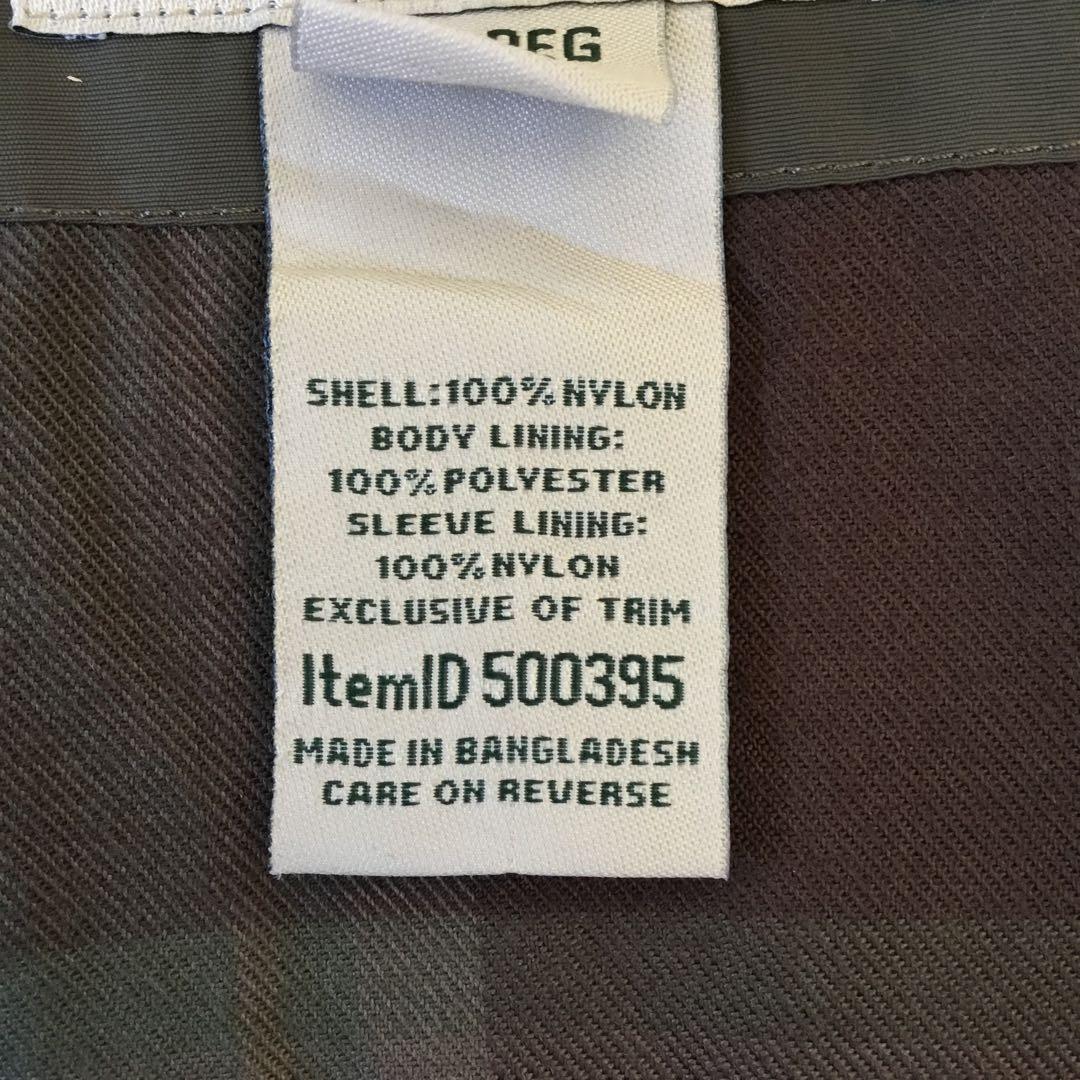 REG
SHELL:100%NYLON
BODY LINING:
100%POLYESTER
SLEEVE LINING:
100%NYLON
EXCLUSIVE OF TRIM
ItemID 500395
MADE IN BANGLADESH
CARE ON REVERSE